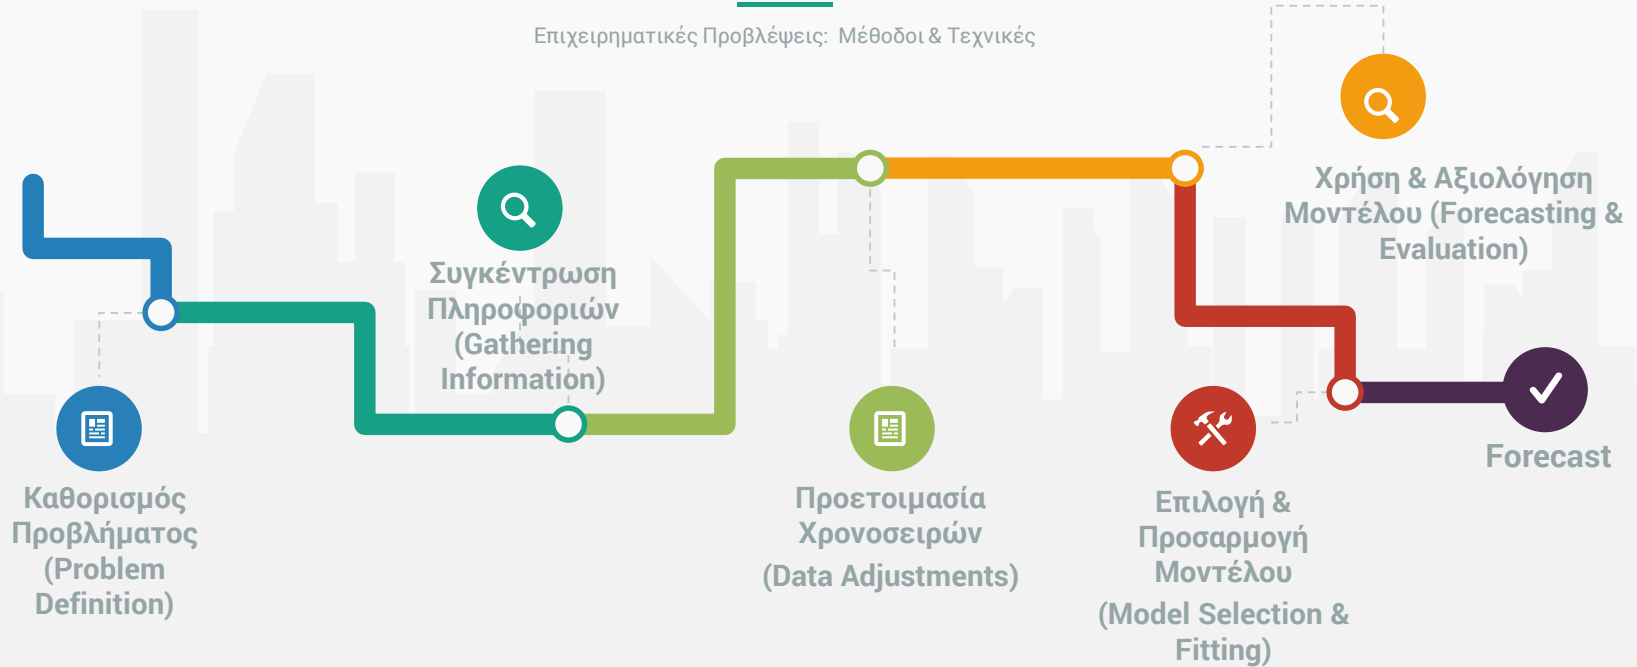 Επιχειρηματικές Προβλέψεις: Μέθοδοι & Τεχνικές
Καθορισμός
Προβλήματος
(Problem
Definition)
Συγκέντρωση
Πληροφοριών
(Gathering
Information)
Προετοιμασία
Χρονοσειρών
(Data Adjustments)
Επιλογή &
Προσαρμογή
Μοντέλου
(Model Selection &
Fitting)
Χρήση & Αξιολόγηση
Μοντέλου (Forecasting &
Evaluation)
Forecast